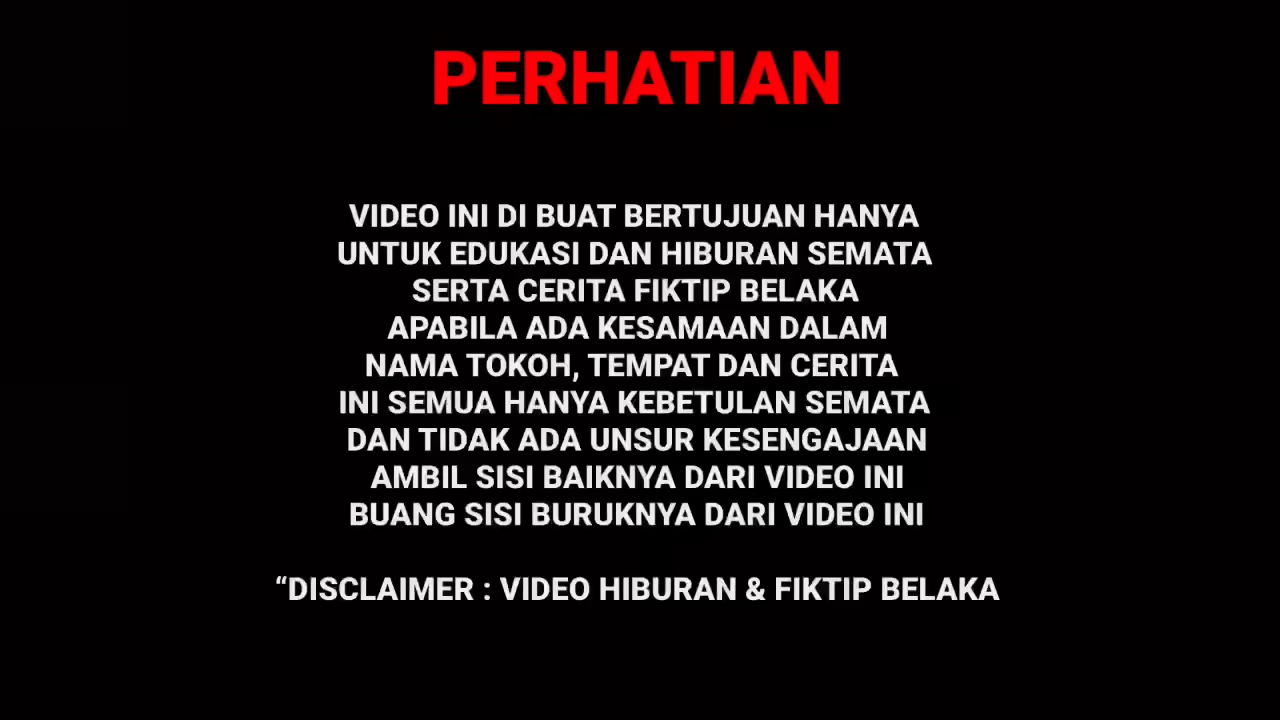 PERHATIAN
VIDEO INI DI BUAT BERTUJUAN HANYA
UNTUK EDUKASI DAN HIBURAN SEMATA
SERTA CERITA FIKTIP BELAKA
APABILA ADA KESAMAAN DALAM
NAMA TOKOH, TEMPAT DAN CERITA
INI SEMUA HANYA KEBETULAN SEMATA
DAN TIDAK ADA UNSUR KESENGAJAAN
AMBIL SISI BAIKNYA DARI VIDEO INI
BUANG SISI BURUKNYA DARI VIDEO INI
“DISCLAIMER : VIDEO HIBURAN & FIKTIP BELAKA